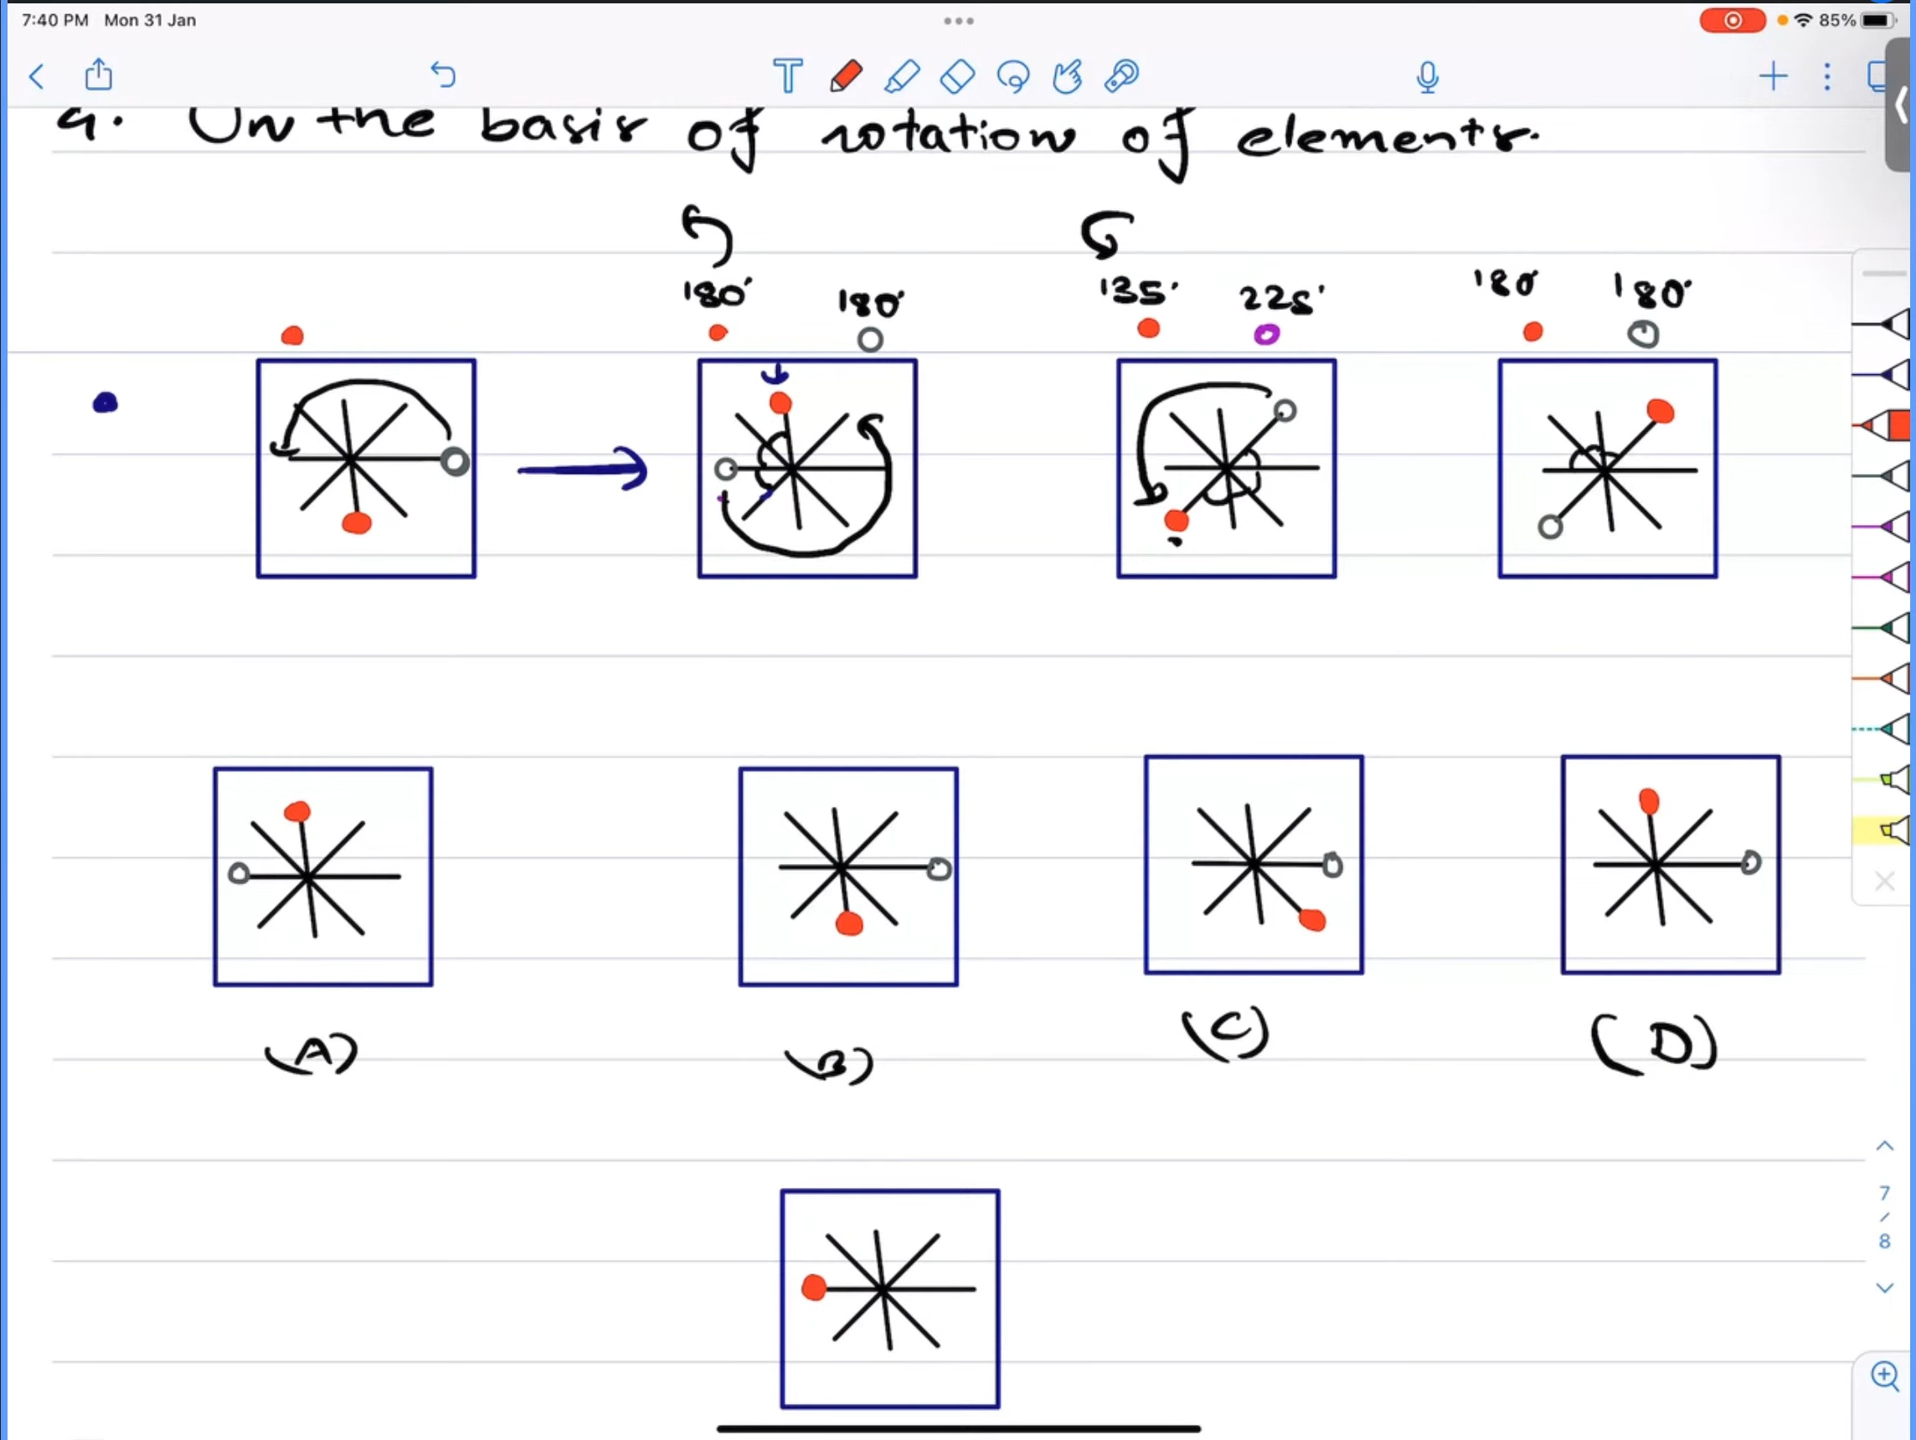 7:40 PM Mon 31 Jan
85%
4. On the basis of rotation of elements.
180° 180° 135° 225° 180 180°
(A) (B) (C) (D)
7
/
8